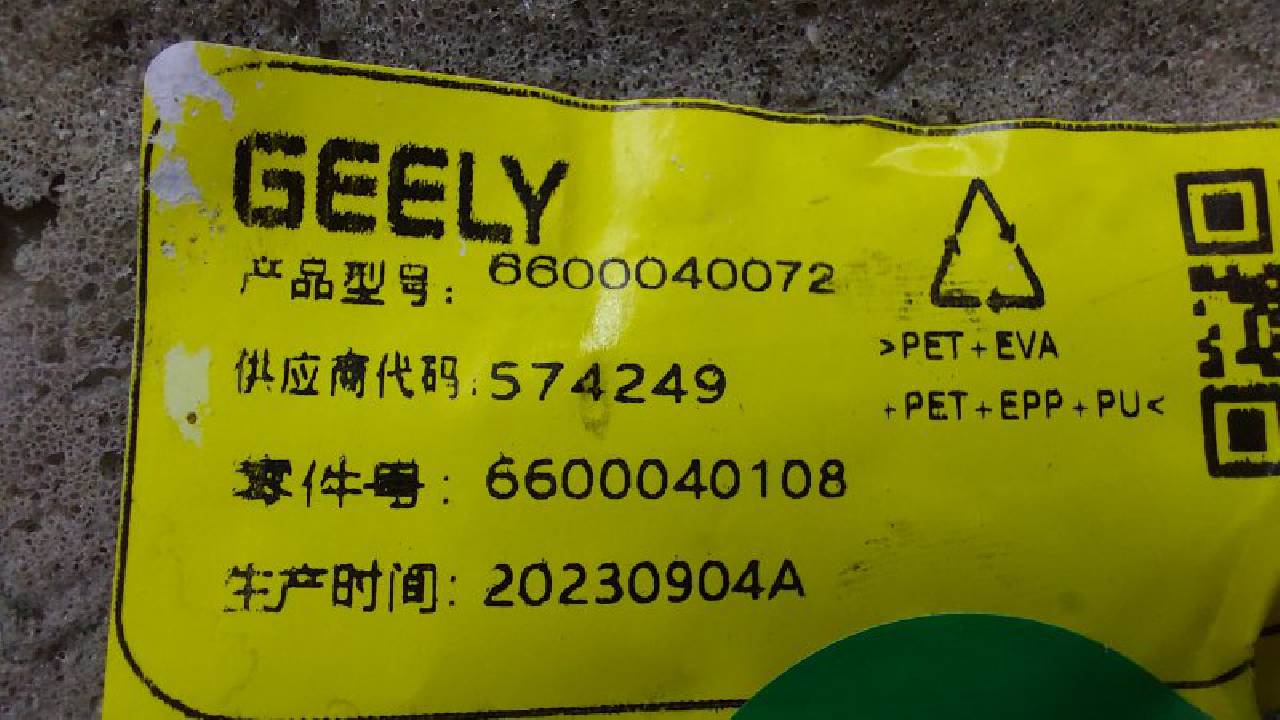 GEELY
产品型号: 6600040072
供应商代码:574249
零件号: 6600040108
生产时间: 20230904A
>PET+EVA
+PET+EPP+PU<